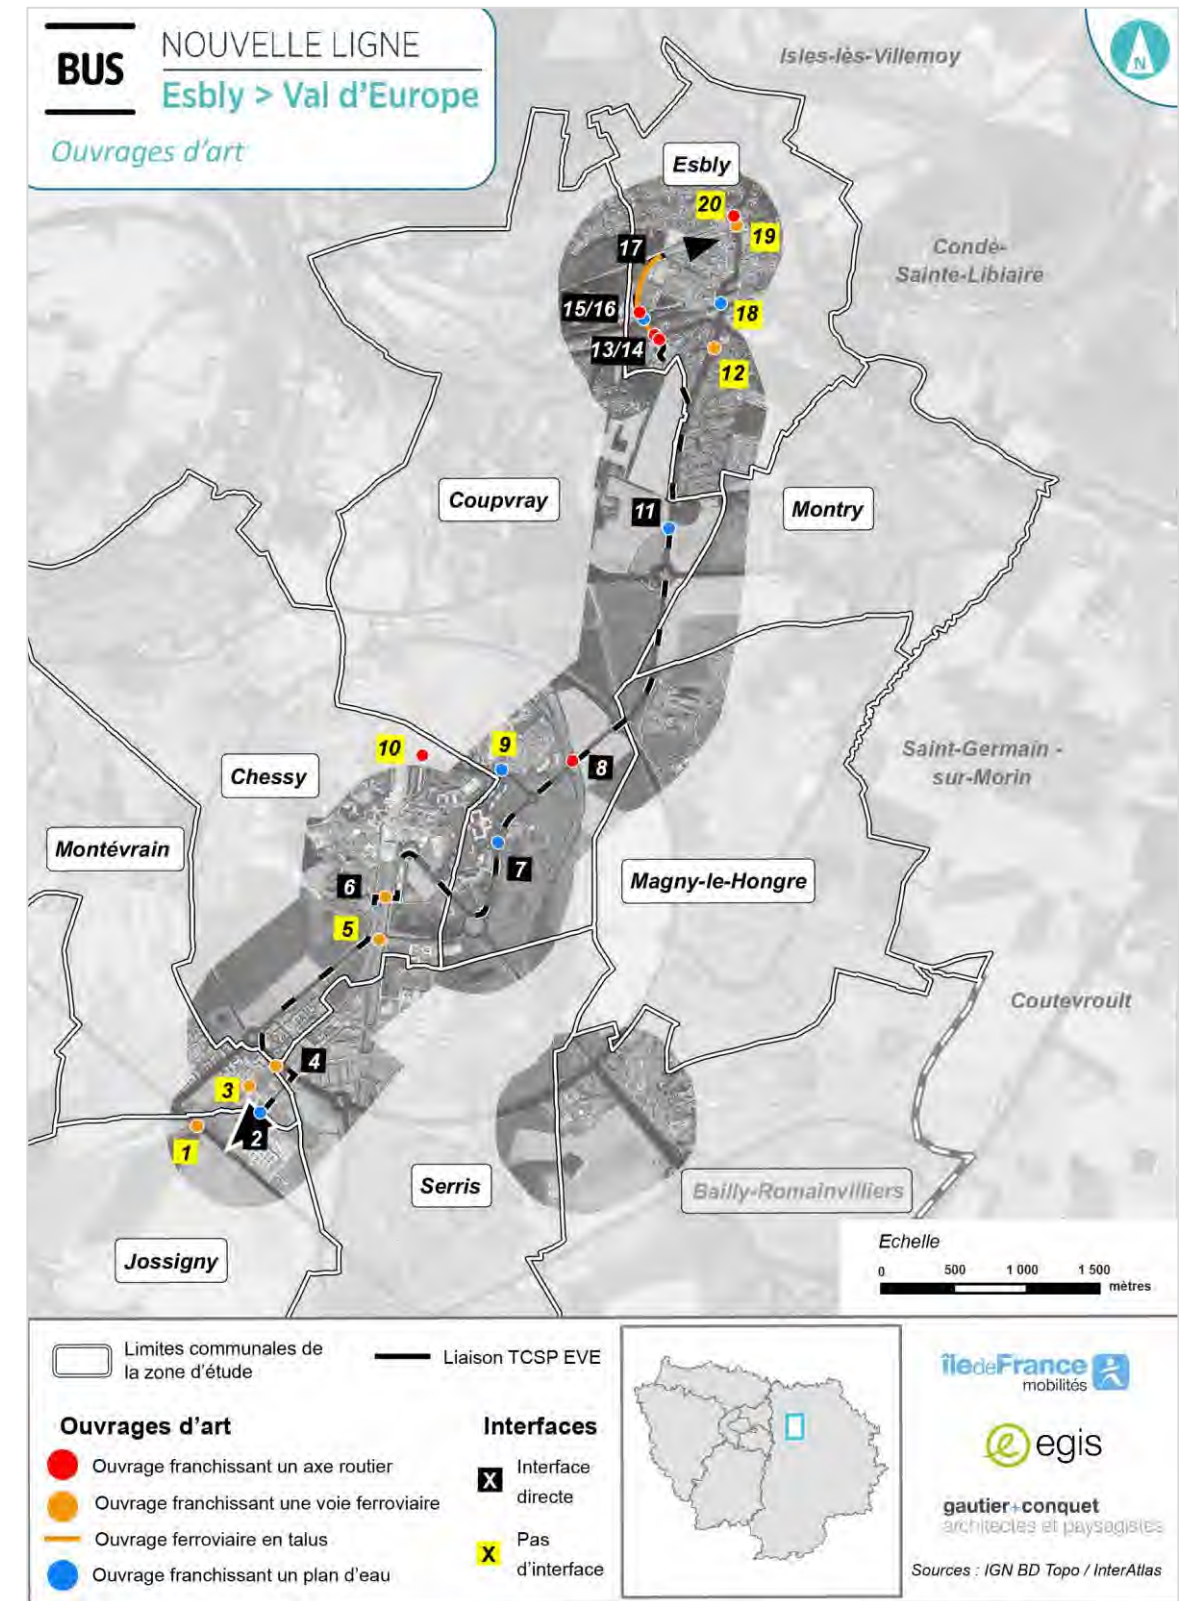 BUS
NOUVELLE LIGNE
Esbly > Val d'Europe
Ouvrages d'art
N
Isles-lès-Villemoy
Esbly
20
19
17
Condé-
Sainte-Libiaire
15/16
18
13/14
12
Coupvray
11
Montry
10
9
8
Chessy
Saint-Germain -
sur-Morin
Montévrain
7
6
Magny-le-Hongre
5
Coutevroult
4
3
2
1
Serris
Bailly-Romainvilliers
Jossigny
Echelle
0 500 1 000 1 500
mètres
Limites communales de
la zone d'étude
Liaison TCSP EVE
Ouvrages d'art
Ouvrage franchissant un axe routier
Ouvrage franchissant une voie ferroviaire
Ouvrage ferroviaire en talus
Ouvrage franchissant un plan d'eau
Interfaces
X Interface
directe
X Pas
d'interface
îledeFrance
mobilités
egis
gautier+conquet
architectes et paysagistes
Sources : IGN BD Topo / InterAtlas